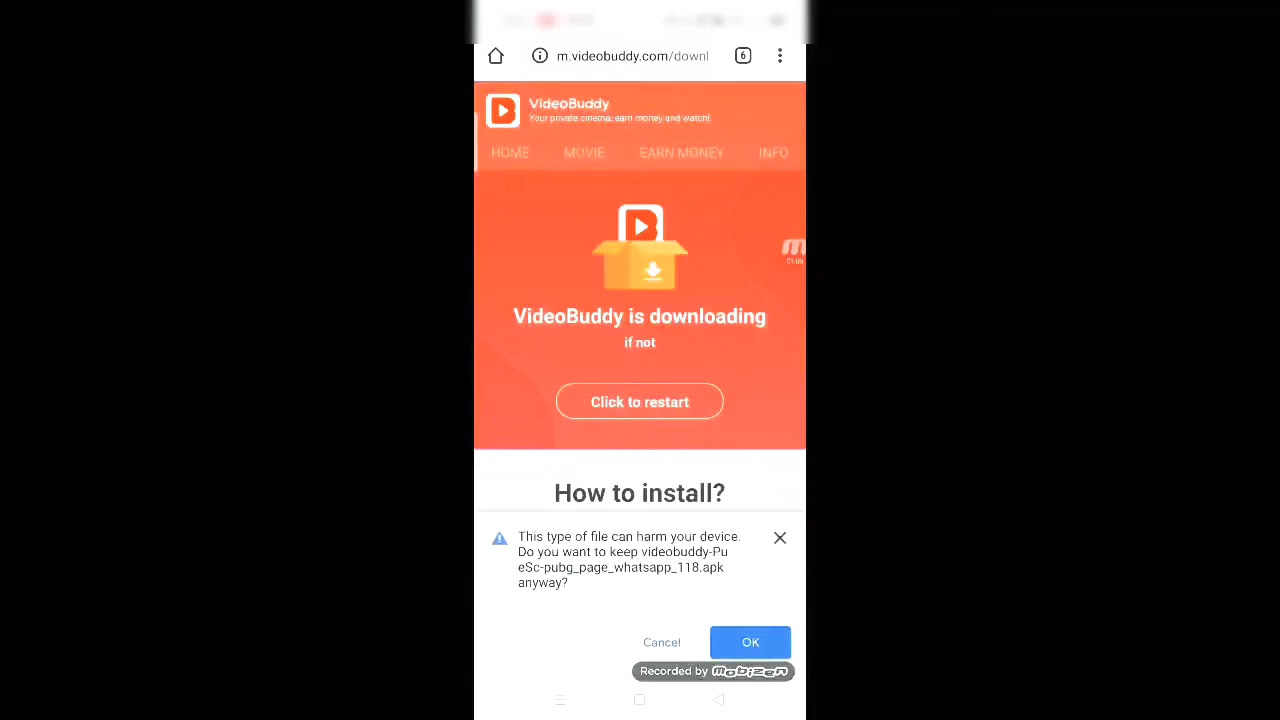 m.videobuddy.com/downl
6
VideoBuddy
Your private cinema, earn money and watch!
HOME MOVIE EARN MONEY INFO
01:06
VideoBuddy is downloading
if not
Click to restart
How to install?
This type of file can harm your device.
Do you want to keep videobuddy-Pu
eSc-pubg_page_whatsapp_118.apk
anyway?
Cancel OK
Recorded by mobizen